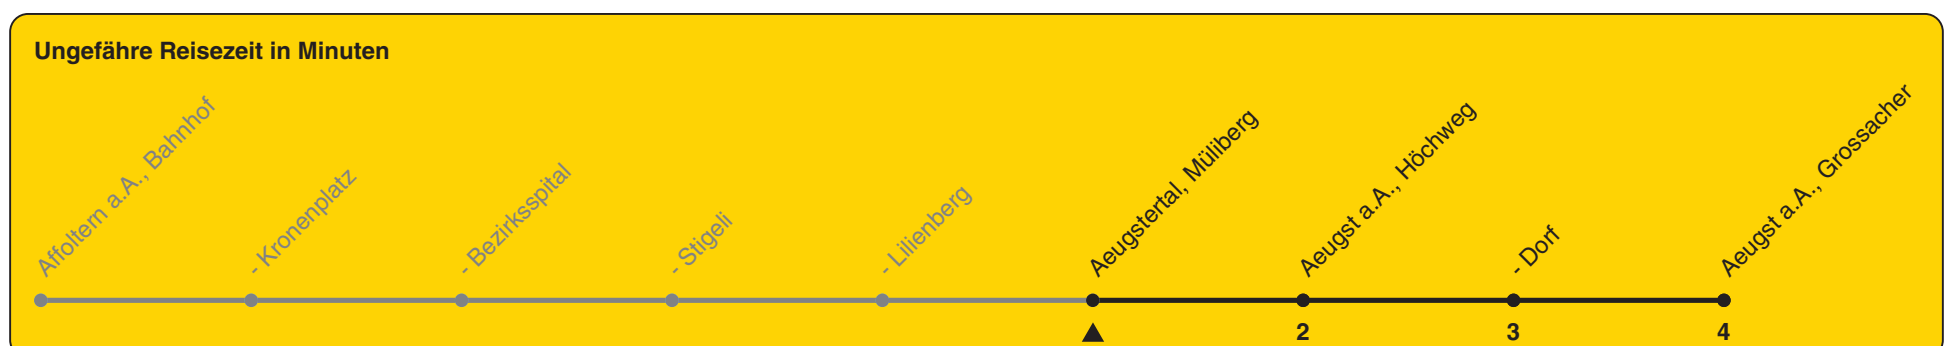 Ungefähre Reisezeit in Minuten
Affoltern a.A., Bahnhof
- Kronenplatz
- Bezirksspital
- Stigeli
- Lilienberg
Aeugstertal, Müliberg
Aeugst a.A., Höchweg
- Dorf
Aeugst a.A., Grossacher
2 3 4